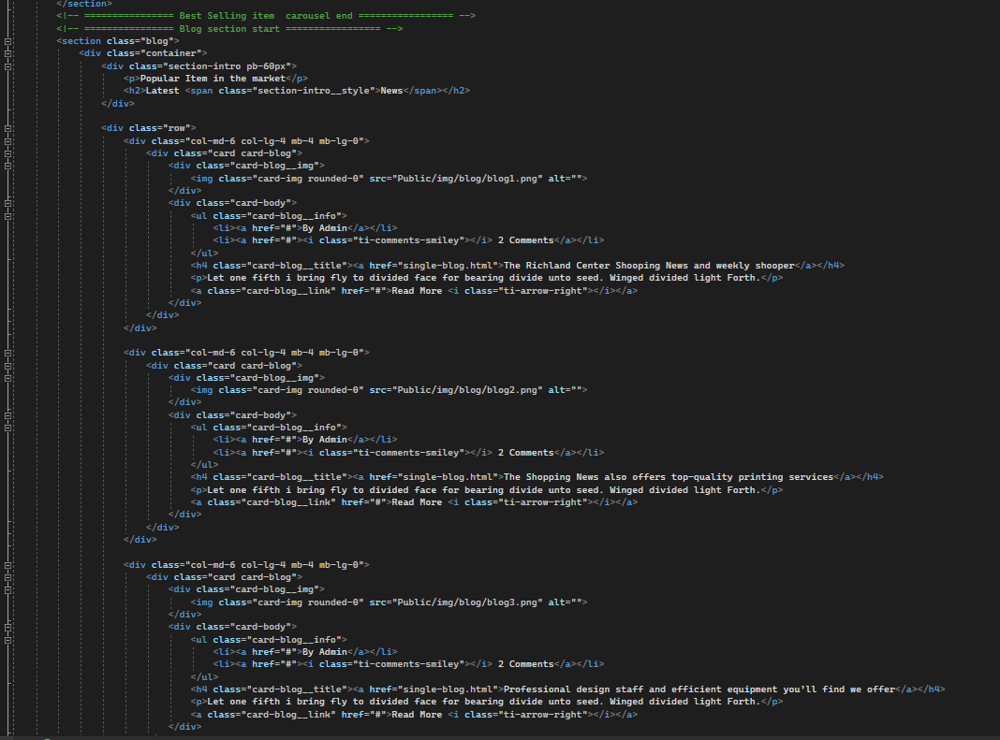 </section>
<!-- ================ Best Selling item  carousel end ================= -->
<!-- ================ Blog section start ================= -->
<section class="blog">
<div class="container">
<div class="section-intro pb-60px">
<p>Popular Item in the market</p>
<h2>Latest <span class="section-intro__style">News</span></h2>
</div>
<div class="row">
<div class="col-md-6 col-lg-4 mb-4 mb-lg-0">
<div class="card card-blog">
<div class="card-blog__img">
<img class="card-img rounded-0" src="Public/img/blog/blog1.png" alt="">
</div>
<div class="card-body">
<ul class="card-blog__info">
<li><a href="#">By Admin</a></li>
<li><a href="#"><i class="ti-comments-smiley"></i> 2 Comments</a></li>
</ul>
<h4 class="card-blog__title"><a href="single-blog.html">The Richland Center Shooping News and weekly shooper</a></h4>
<p>Let one fifth i bring fly to divided face for bearing divide unto seed. Winged divided light Forth.</p>
<a class="card-blog__link" href="#">Read More <i class="ti-arrow-right"></i></a>
</div>
</div>
</div>
<div class="col-md-6 col-lg-4 mb-4 mb-lg-0">
<div class="card card-blog">
<div class="card-blog__img">
<img class="card-img rounded-0" src="Public/img/blog/blog2.png" alt="">
</div>
<div class="card-body">
<ul class="card-blog__info">
<li><a href="#">By Admin</a></li>
<li><a href="#"><i class="ti-comments-smiley"></i> 2 Comments</a></li>
</ul>
<h4 class="card-blog__title"><a href="single-blog.html">The Shopping News also offers top-quality printing services</a></h4>
<p>Let one fifth i bring fly to divided face for bearing divide unto seed. Winged divided light Forth.</p>
<a class="card-blog__link" href="#">Read More <i class="ti-arrow-right"></i></a>
</div>
</div>
</div>
<div class="col-md-6 col-lg-4 mb-4 mb-lg-0">
<div class="card card-blog">
<div class="card-blog__img">
<img class="card-img rounded-0" src="Public/img/blog/blog3.png" alt="">
</div>
<div class="card-body">
<ul class="card-blog__info">
<li><a href="#">By Admin</a></li>
<li><a href="#"><i class="ti-comments-smiley"></i> 2 Comments</a></li>
</ul>
<h4 class="card-blog__title"><a href="single-blog.html">Professional design staff and efficient equipment you’ll find we offer</a></h4>
<p>Let one fifth i bring fly to divided face for bearing divide unto seed. Winged divided light Forth.</p>
<a class="card-blog__link" href="#">Read More <i class="ti-arrow-right"></i></a>
</div>